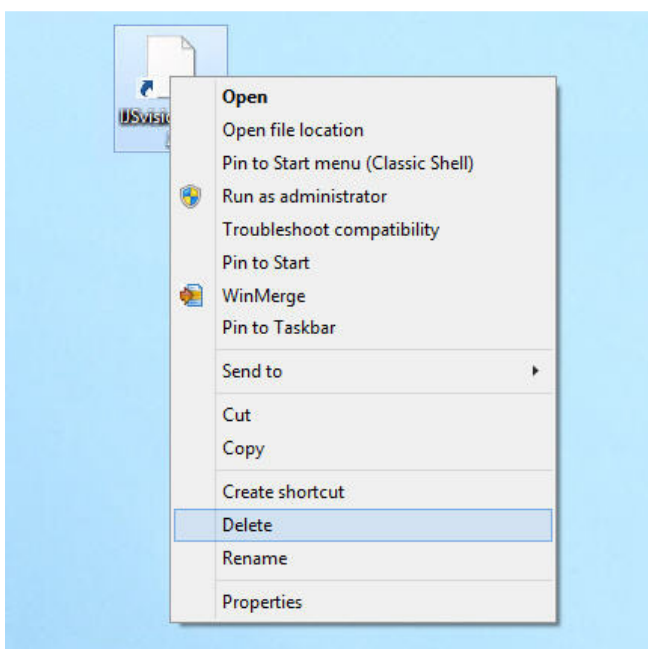 Open
Open file location
Pin to Start menu (Classic Shell)
Run as administrator
Troubleshoot compatibility
Pin to Start
WinMerge
Pin to Taskbar
Send to
Cut
Copy
Create shortcut
Delete
Rename
Properties